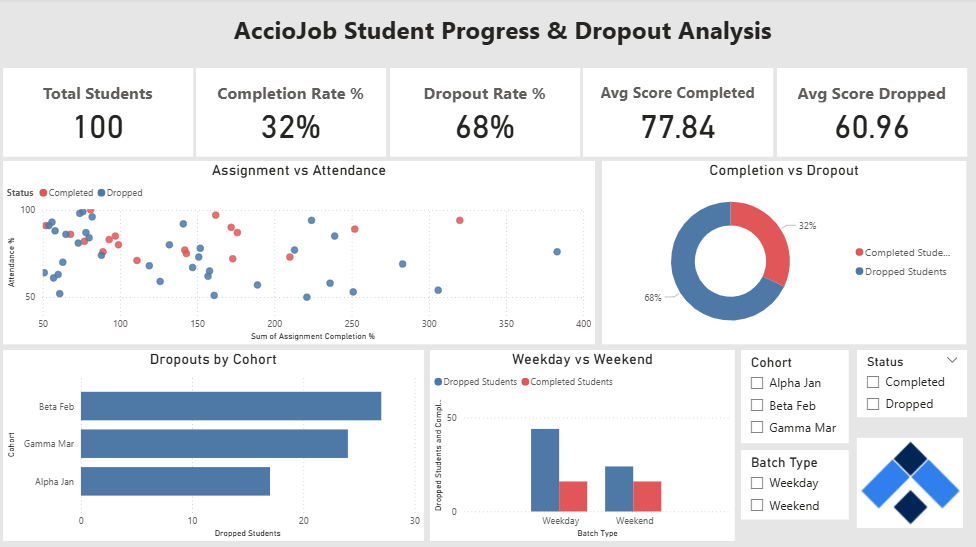 AccioJob Student Progress & Dropout Analysis
Total Students
100
Completion Rate %
32%
Dropout Rate %
68%
Avg Score Completed
77.84
Avg Score Dropped
60.96
Assignment vs Attendance
Status Completed Dropped
Attendance %
100
50
50 100 150 200 250 300 350 400
Sum of Assignment Completion %
Completion vs Dropout
32%
68%
Completed Stude...
Dropped Students
Dropouts by Cohort
Cohort
Beta Feb
Gamma Mar
Alpha Jan
0 10 20 30
Dropped Students
Weekday vs Weekend
Dropped Students Completed Students
Dropped Students and Compl...
50
0
Weekday Weekend
Batch Type
Cohort
Alpha Jan
Beta Feb
Gamma Mar
Batch Type
Weekday
Weekend
Status
Completed
Dropped